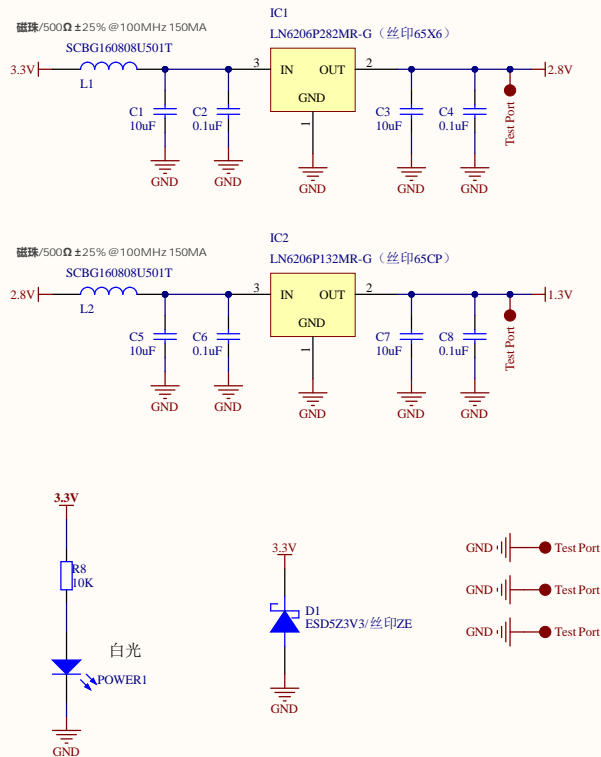 IC1
磁珠/500Ω ±25% @100MHz 150MA
LN6206P282MR-G（丝印65X6）
SCBG160808U501T
3.3V
L1
3
IN
OUT
2
2.8V
GND
1
C1
10uF
C2
0.1uF
C3
10uF
C4
0.1uF
Test Port
GND
GND
GND
GND
GND
IC2
磁珠/500Ω ±25% @100MHz 150MA
LN6206P132MR-G（丝印65CP）
SCBG160808U501T
2.8V
L2
3
IN
OUT
2
1.3V
GND
1
C5
10uF
C6
0.1uF
C7
10uF
C8
0.1uF
Test Port
GND
GND
GND
GND
GND
3.3V
R8
10K
白光
POWER1
GND
3.3V
D1
ESD5Z3V3/丝印ZE
GND
GND
Test Port
GND
Test Port
GND
Test Port